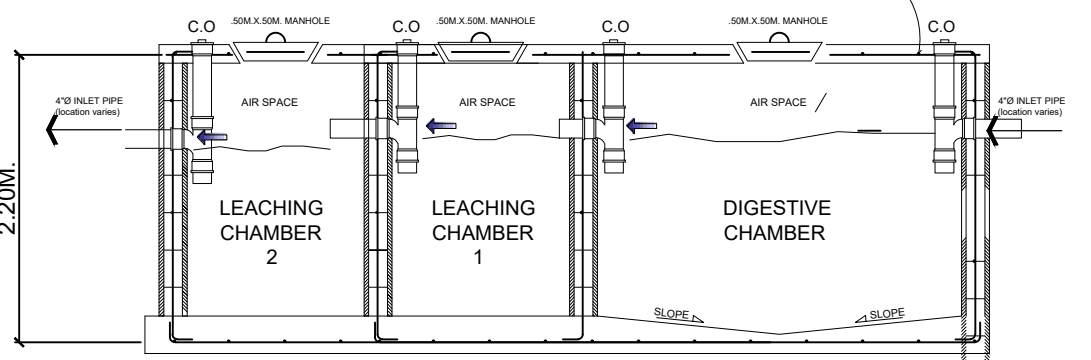 .50M.X.50M. MANHOLE
.50M.X.50M. MANHOLE
.50M.X.50M. MANHOLE
C.O
C.O
C.O
C.O
4"Ø INLET PIPE
(location varies)
AIR SPACE
AIR SPACE
AIR SPACE
4"Ø INLET PIPE
(location varies)
2.20M.
LEACHING
CHAMBER
2
LEACHING
CHAMBER
1
DIGESTIVE
CHAMBER
SLOPE
SLOPE